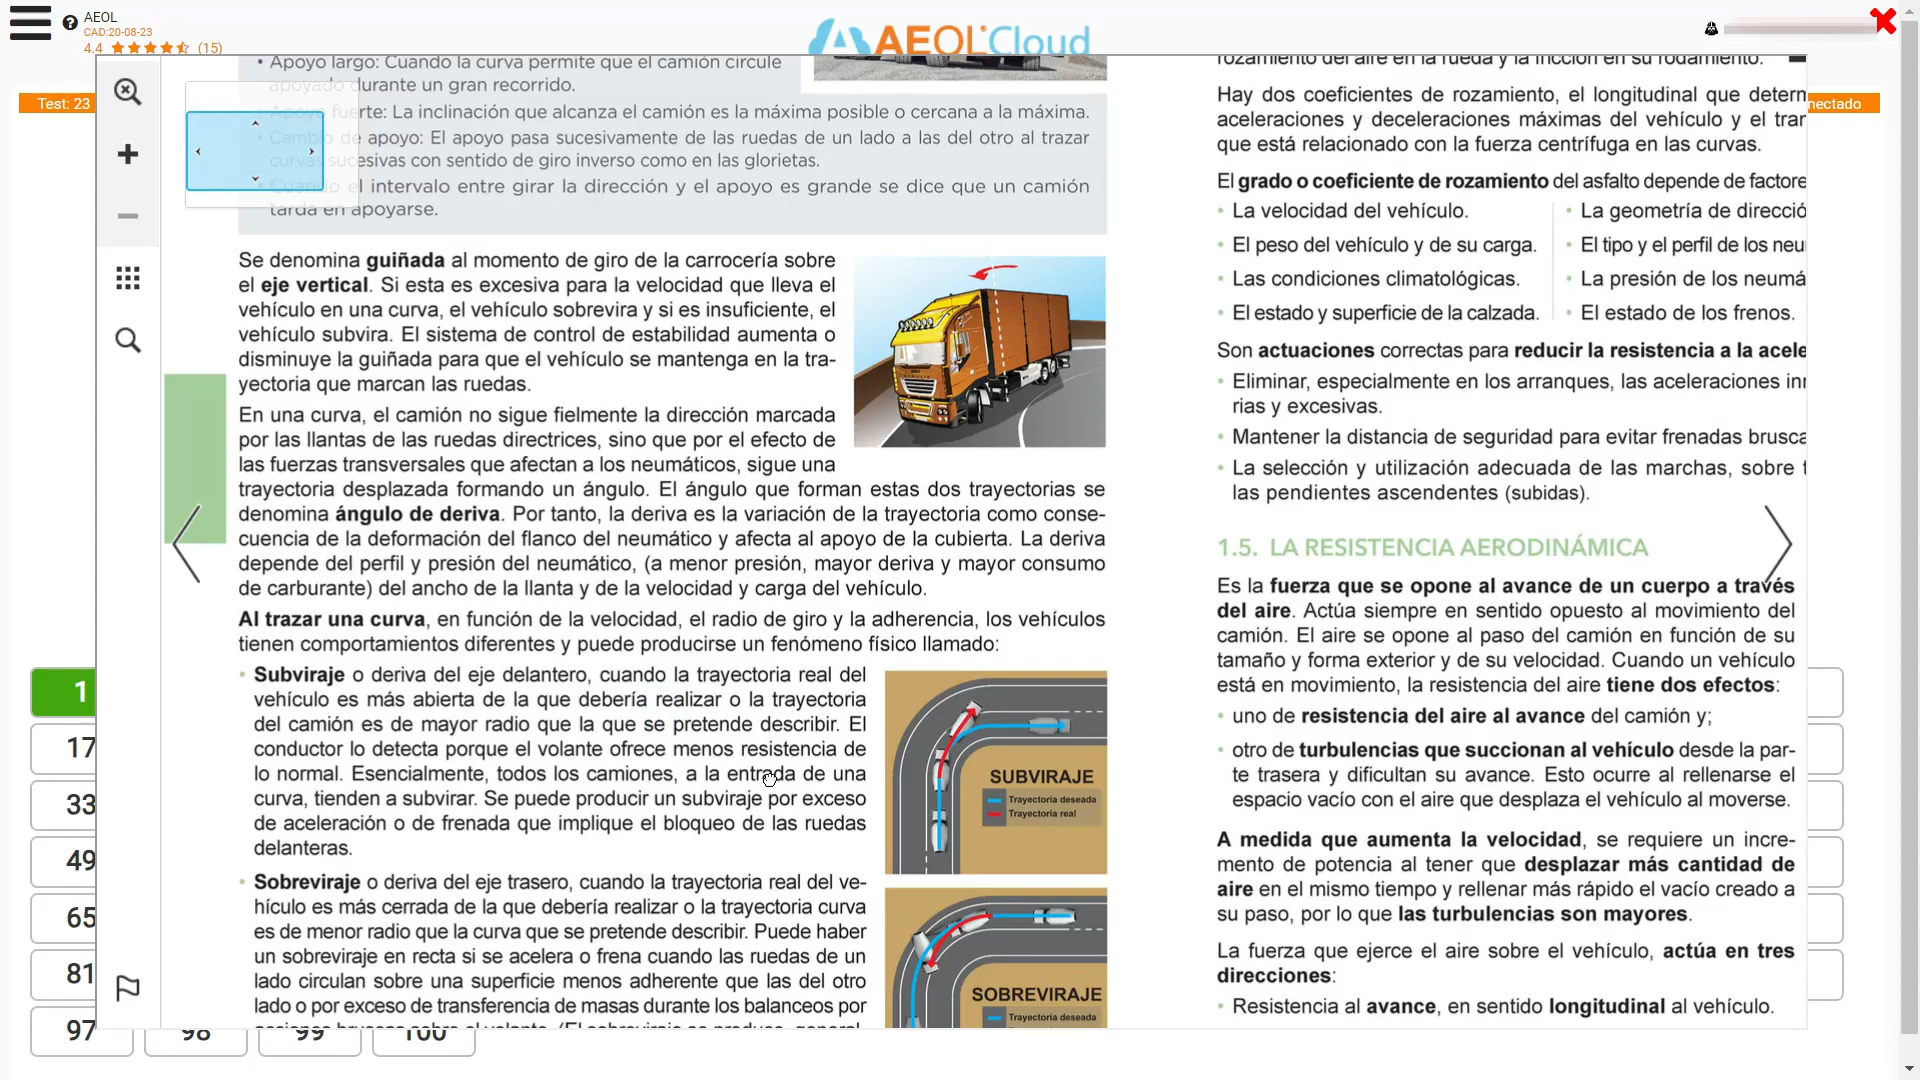 AEOL
CAD:20-08-23
4.4 (15)
AEOL Cloud
Test: 23
nectado
• Apoyo largo: Cuando la curva permite que el camión circule
apoyado durante un gran recorrido.
• Apoyo fuerte: La inclinación que alcanza el camión es la máxima posible o cercana a la máxima.
• Cambio de apoyo: El apoyo pasa sucesivamente de las ruedas de un lado a las del otro al trazar
curvas sucesivas con sentido de giro inverso como en las glorietas.
• Cuando el intervalo entre girar la dirección y el apoyo es grande se dice que un camión
tarda en apoyarse.
Se denomina guiñada al momento de giro de la carrocería sobre
el eje vertical. Si esta es excesiva para la velocidad que lleva el
vehículo en una curva, el vehículo sobrevira y si es insuficiente, el
vehículo subvira. El sistema de control de estabilidad aumenta o
disminuye la guiñada para que el vehículo se mantenga en la tra-
yectoria que marcan las ruedas.
En una curva, el camión no sigue fielmente la dirección marcada
por las llantas de las ruedas directrices, sino que por el efecto de
las fuerzas transversales que afectan a los neumáticos, sigue una
trayectoria desplazada formando un ángulo. El ángulo que forman estas dos trayectorias se
denomina ángulo de deriva. Por tanto, la deriva es la variación de la trayectoria como conse-
cuencia de la deformación del flanco del neumático y afecta al apoyo de la cubierta. La deriva
depende del perfil y presión del neumático, (a menor presión, mayor deriva y mayor consumo
de carburante) del ancho de la llanta y de la velocidad y carga del vehículo.
Al trazar una curva, en función de la velocidad, el radio de giro y la adherencia, los vehículos
tienen comportamientos diferentes y puede producirse un fenómeno físico llamado:
• Subviraje o deriva del eje delantero, cuando la trayectoria real del
vehículo es más abierta de la que debería realizar o la trayectoria
del camión es de mayor radio que la que se pretende describir. El
conductor lo detecta porque el volante ofrece menos resistencia de
lo normal. Esencialmente, todos los camiones, a la entrada de una
curva, tienden a subvirar. Se puede producir un subviraje por exceso
de aceleración o de frenada que implique el bloqueo de las ruedas
delanteras.
SUBVIRAJE
Trayectoria deseada
Trayectoria real
• Sobreviraje o deriva del eje trasero, cuando la trayectoria real del ve-
hículo es más cerrada de la que debería realizar o la trayectoria curva
es de menor radio que la curva que se pretende describir. Puede haber
un sobreviraje en recta si se acelera o frena cuando las ruedas de un
lado circulan sobre una superficie menos adherente que las del otro
lado o por exceso de transferencia de masas durante los balanceos por
SOBREVIRAJE
Trayectoria deseada
rozamiento del aire en la rueda y la fricción en su rodamiento.
Hay dos coeficientes de rozamiento, el longitudinal que determ
aceleraciones y deceleraciones máximas del vehículo y el tran
que está relacionado con la fuerza centrífuga en las curvas.
El grado o coeficiente de rozamiento del asfalto depende de factore
• La velocidad del vehículo.
• El peso del vehículo y de su carga.
• Las condiciones climatológicas.
• El estado y superficie de la calzada.
• La geometría de direcció
• El tipo y el perfil de los neu
• La presión de los neumá
• El estado de los frenos.
Son actuaciones correctas para reducir la resistencia a la acele
• Eliminar, especialmente en los arranques, las aceleraciones inn
rias y excesivas.
• Mantener la distancia de seguridad para evitar frenadas brusca
• La selección y utilización adecuada de las marchas, sobre t
las pendientes ascendentes (subidas).
1.5. LA RESISTENCIA AERODINÁMICA
Es la fuerza que se opone al avance de un cuerpo a través
del aire. Actúa siempre en sentido opuesto al movimiento del
camión. El aire se opone al paso del camión en función de su
tamaño y forma exterior y de su velocidad. Cuando un vehículo
está en movimiento, la resistencia del aire tiene dos efectos:
• uno de resistencia del aire al avance del camión y;
• otro de turbulencias que succionan al vehículo desde la par-
te trasera y dificultan su avance. Esto ocurre al rellenarse el
espacio vacío con el aire que desplaza el vehículo al moverse.
A medida que aumenta la velocidad, se requiere un incre-
mento de potencia al tener que desplazar más cantidad de
aire en el mismo tiempo y rellenar más rápido el vacío creado a
su paso, por lo que las turbulencias son mayores.
La fuerza que ejerce el aire sobre el vehículo, actúa en tres
direcciones:
• Resistencia al avance, en sentido longitudinal al vehículo.
1
17
33
49
65
81
97 98 99 100